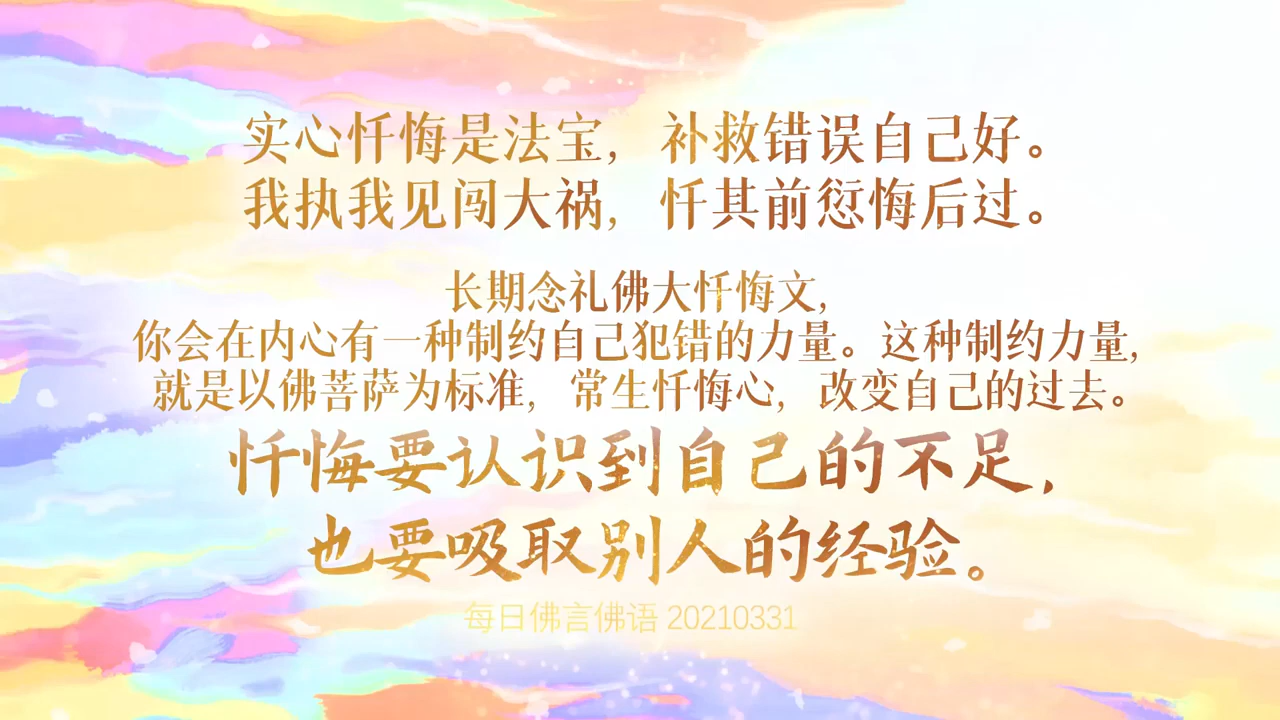 实心忏悔是法宝，补救错误自己好。
我执我见闯大祸，忏其前愆悔后过。
长期念礼佛大忏悔文，
你会在内心有一种制约自己犯错的力量。这种制约力量，
就是以佛菩萨为标准，常生忏悔心，改变自己的过去。
忏悔要认识到自己的不足，
也要吸取别人的经验。
每日佛言佛语 20210331